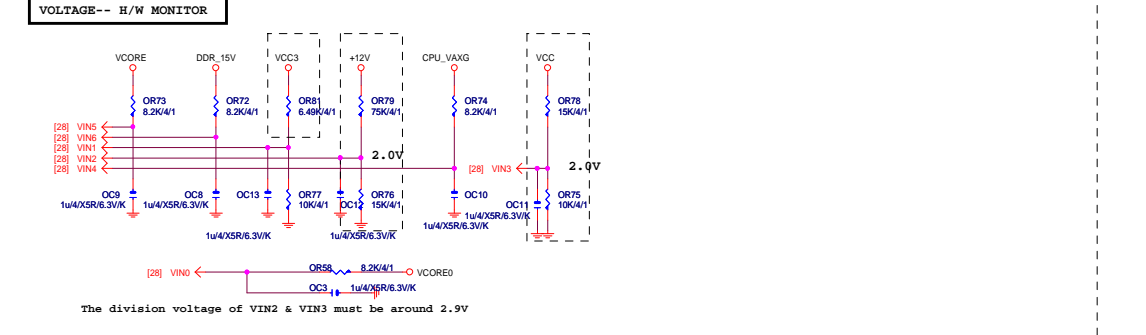 VOLTAGE-- H/W MONITOR
VCORE DDR_15V VCC3 +12V CPU_VAXG VCC
OR73 OR72 OR81 OR79 OR74 OR78
8.2K/4/1 8.2K/4/1 6.49K/4/1 75K/4/1 8.2K/4/1 15K/4/1
[28] VIN5
[28] VIN6
[28] VIN1
[28] VIN2 2.0V
[28] VIN4 [28] VIN3 2.0V
OC9 OC8 OC13 OR77 OC12 OR76 OC10 OC11 OR75
10K/4/1 15K/4/1 10K/4/1
1u/4/X5R/6.3V/K 1u/4/X5R/6.3V/K 1u/4/X5R/6.3V/K
1u/4/X5R/6.3V/K
1u/4/X5R/6.3V/K 1u/4/X5R/6.3V/K
[28] VIN0 OR58 8.2K/4/1 VCORE0
OC3 1u/4/X5R/6.3V/K
The division voltage of VIN2 & VIN3 must be around 2.9V